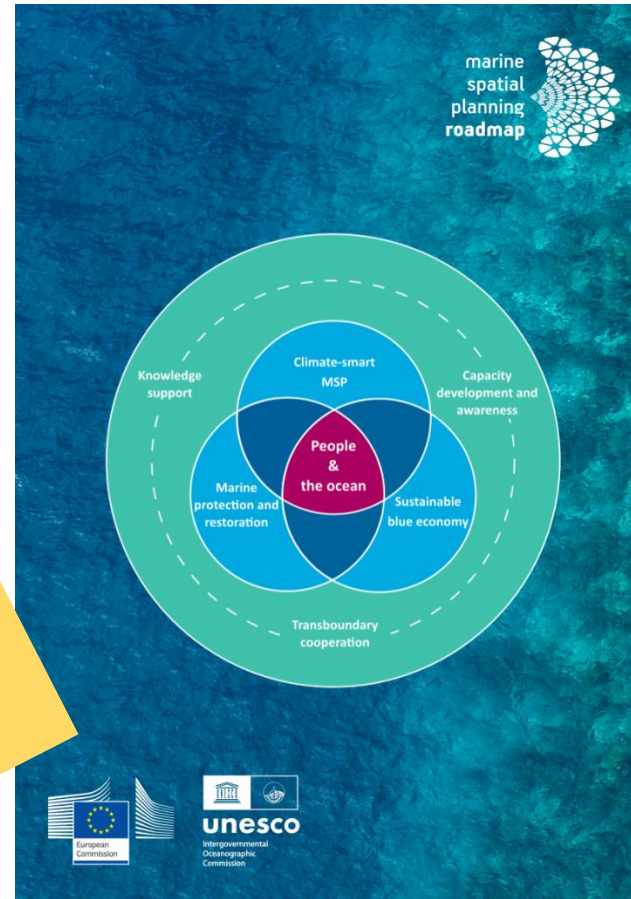 marine
spatial
planning
roadmap
Climate-smart
MSP
Knowledge
support
Capacity
development and
awareness
People
&
the ocean
Marine
protection and
restoration
Sustainable
blue economy
Transboundary
cooperation
European
Commission
unesco
Intergovernmental
Oceanographic
Commission